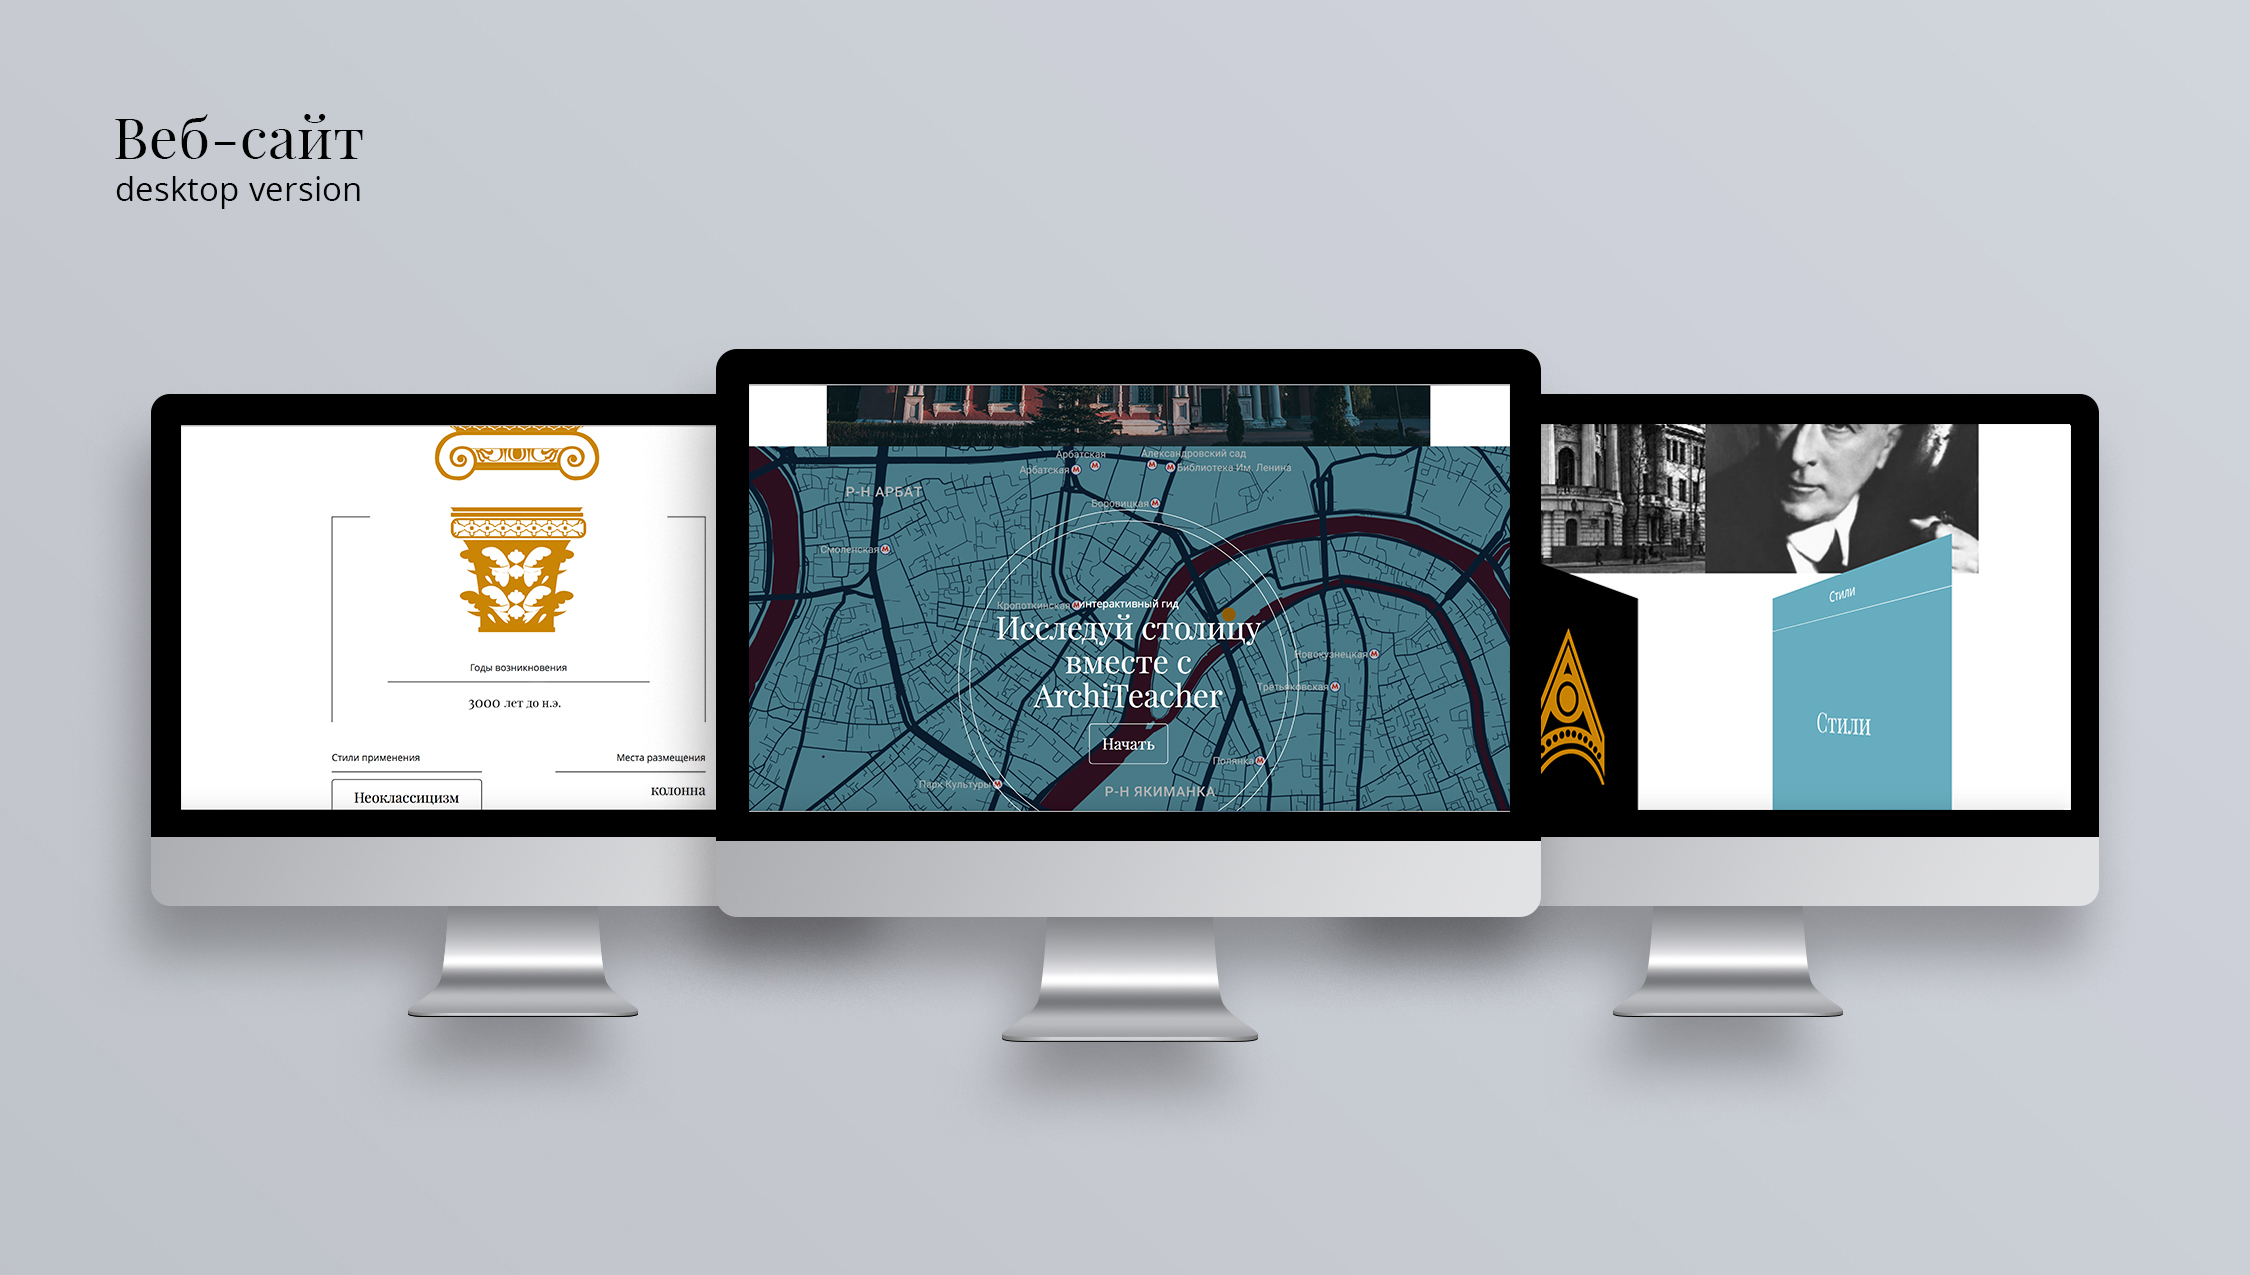 Веб-сайт
desktop version
Годы возникновения
3000 лет до н.э.
Стили применения
Места размещения
Неоклассицизм
колонна
Арбатская
Александровский сад
Арбатская М
М
М
М Библиотека Им. Ленина
Р-Н АРБАТ
Боровицкая М
Смоленская М
Кропоткинская М
интерактивный гид
Исследуй столицу
вместе с
ArchiTeacher
Начать
Новокузнецкая М
Третьяковская М
Полянка М
Парк Культуры М
Р-Н ЯКИМАНКА
Стили
Стили